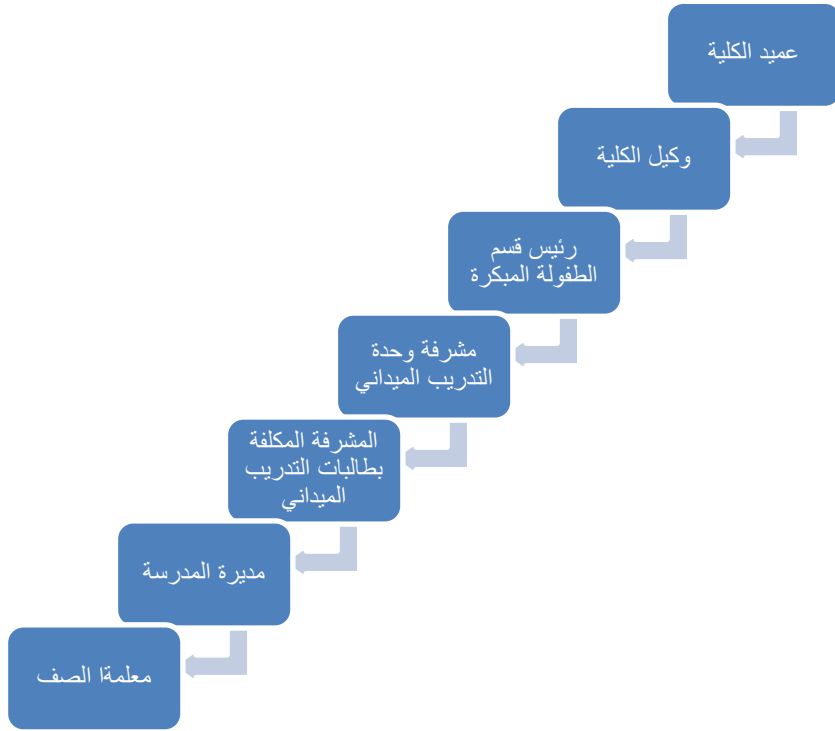 عميد الكلية
وكيل الكلية
رئيس قسم
الطفولة المبكرة
مشرفة وحدة
التدريب الميداني
المشرفة المكلفة
بطالبات التدريب
الميداني
مديرة المدرسة
معلمةا الصف